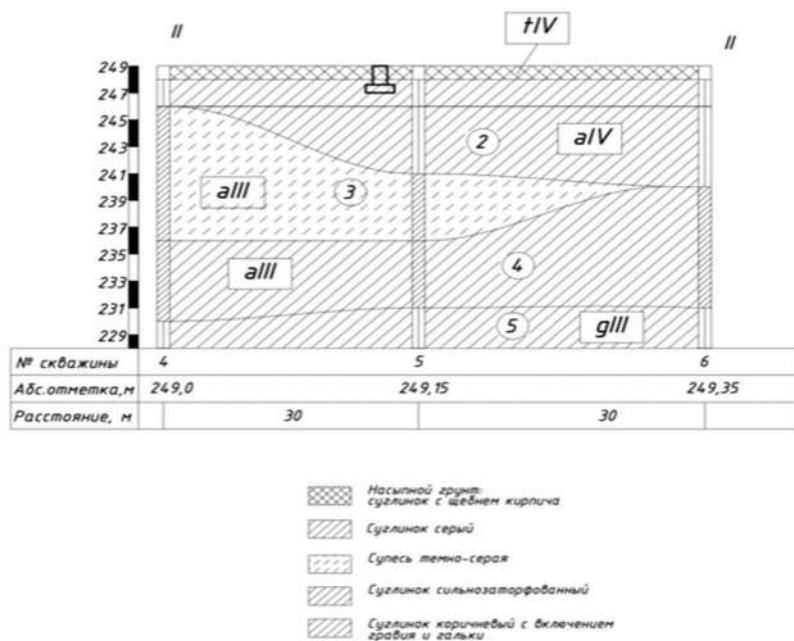 II
tIV
II
249
247
245
243
241
239
237
235
233
231
229
2
aIV
aIII
3
aIII
4
5
gIII
№ скважины 4 5 6
Абс.отметка,м 249,0 249,15 249,35
Расстояние, м 30 30
Насыпной грунт:
суглинок с щебнем кирпича
Суглинок серый
Супесь темно-серая
Суглинок сильнозаторфованный
Суглинок коричневый с включением
гравия и гальки